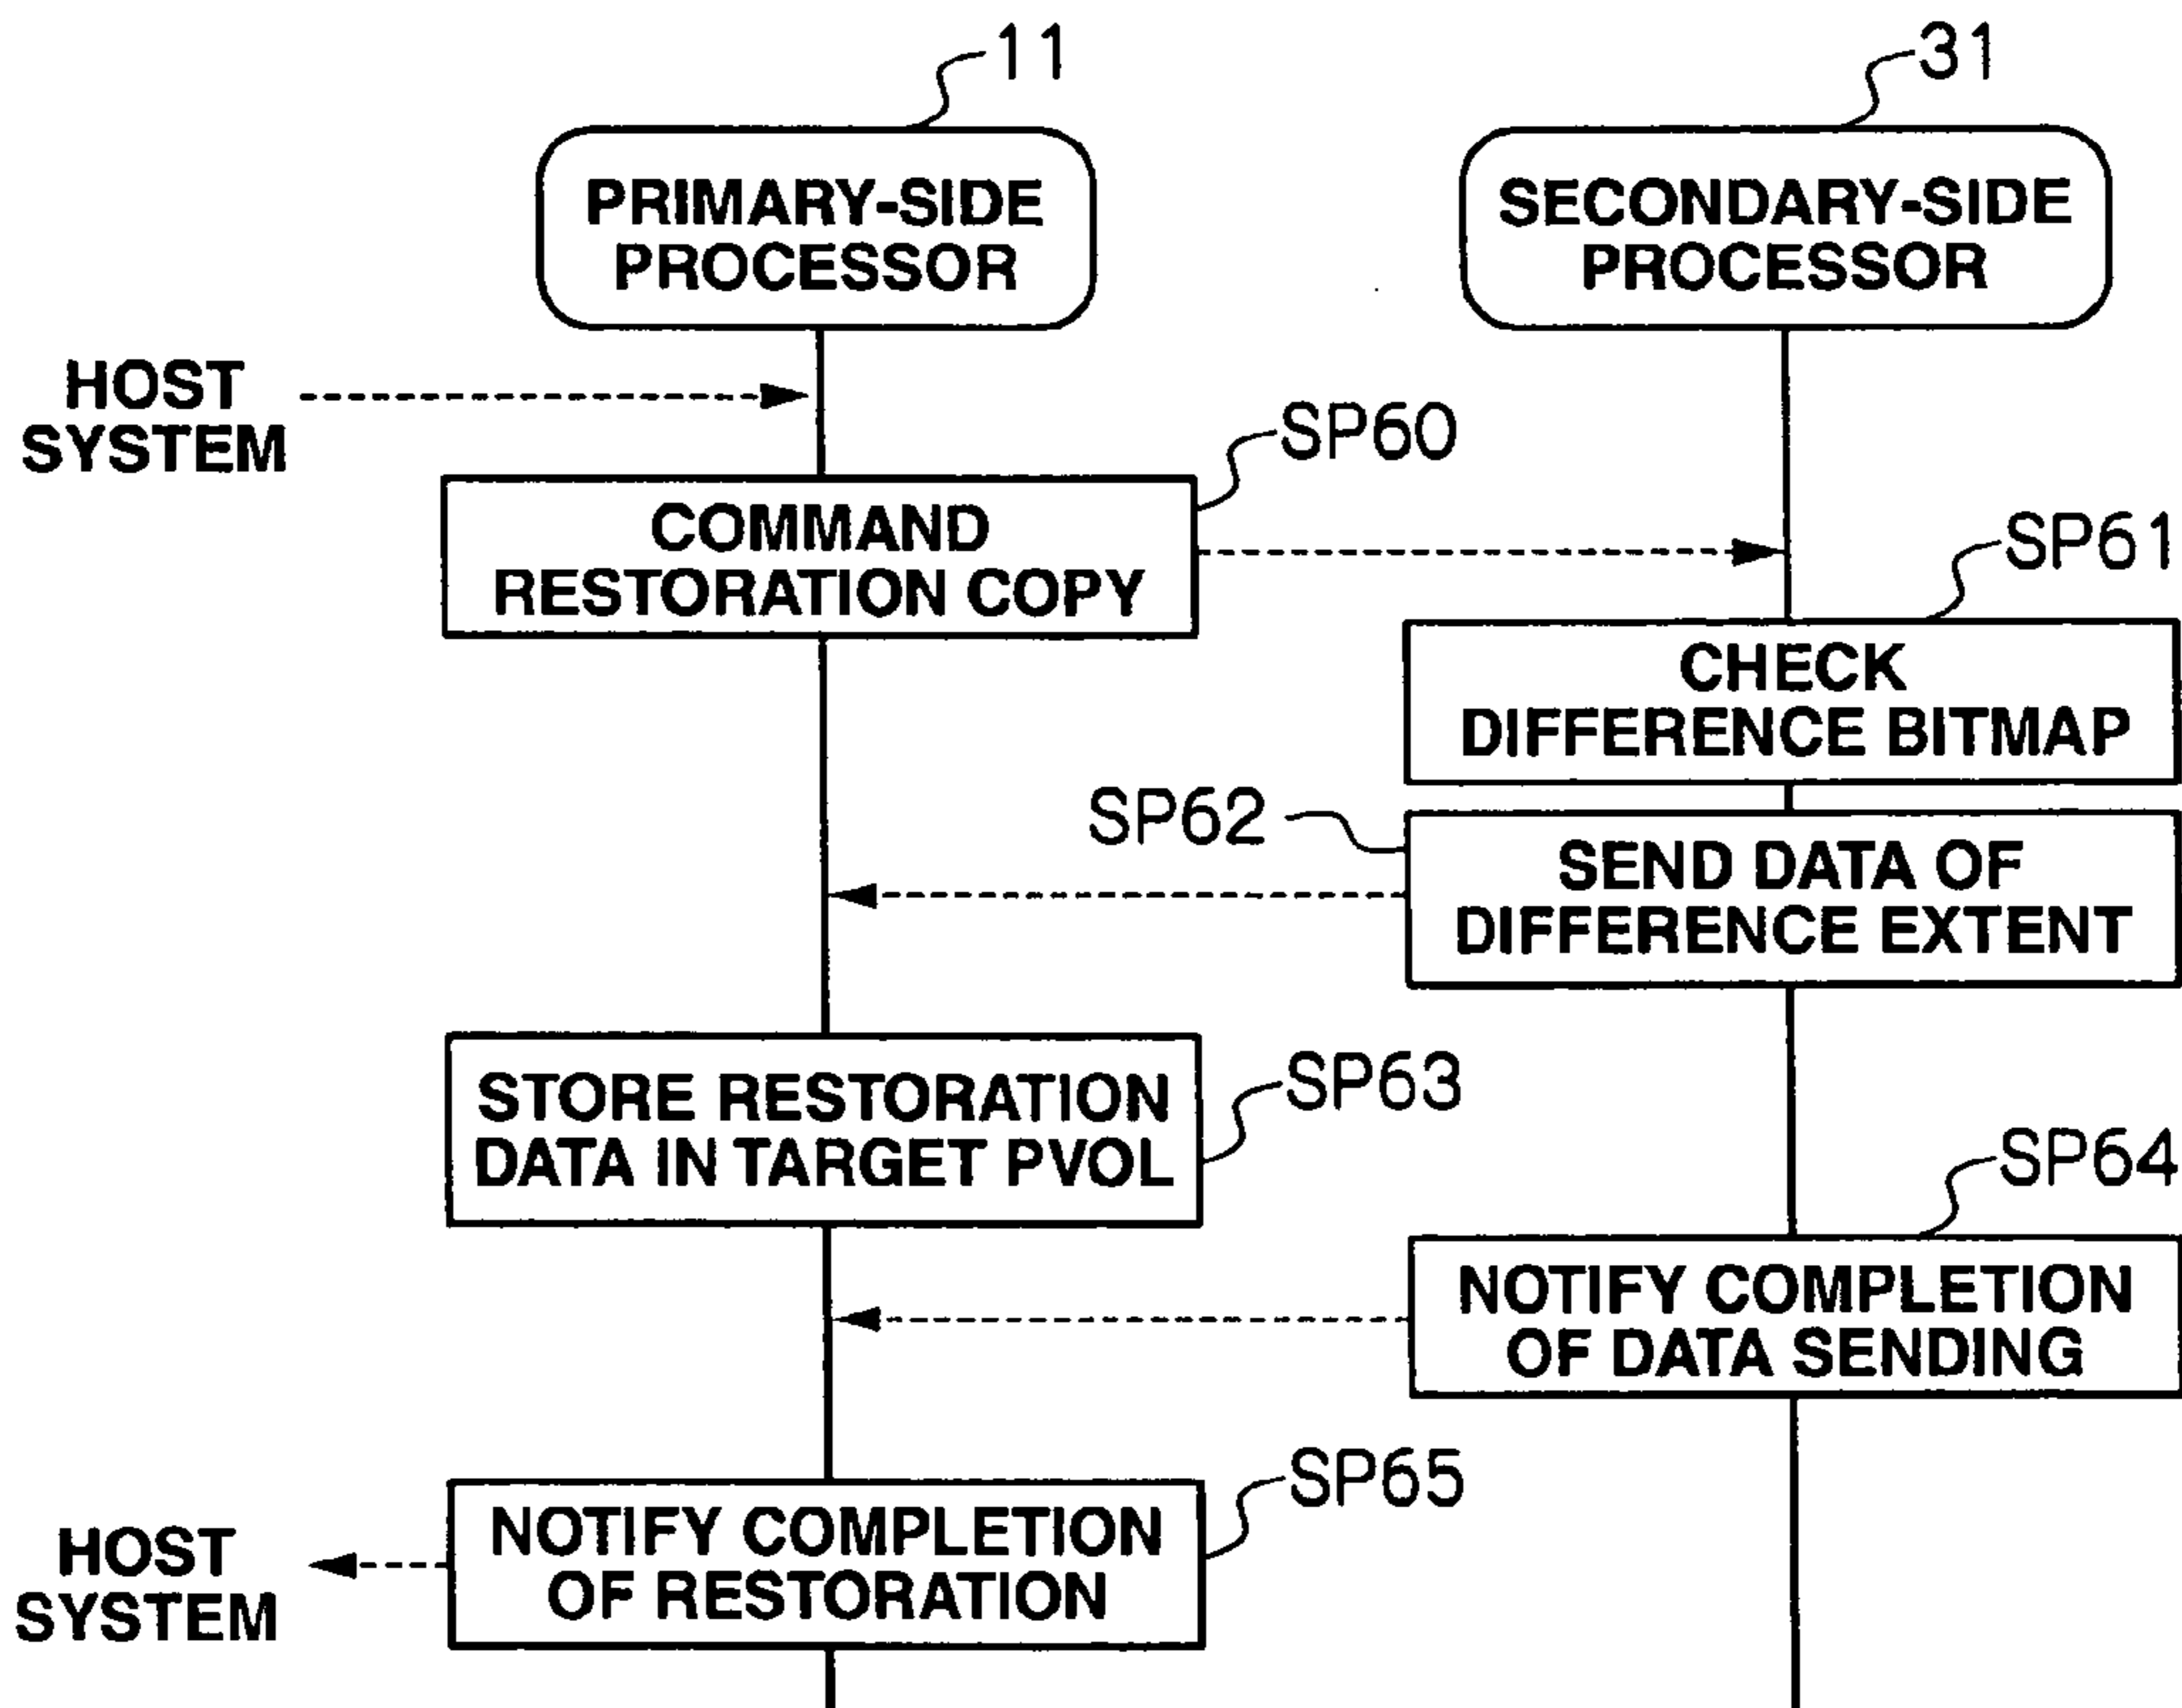 11
31
PRIMARY-SIDE
PROCESSOR
SECONDARY-SIDE
PROCESSOR
HOST
SYSTEM
SP60
COMMAND
RESTORATION COPY
SP61
CHECK
DIFFERENCE BITMAP
SP62
SEND DATA OF
DIFFERENCE EXTENT
STORE RESTORATION
DATA IN TARGET PVOL
SP63
SP64
NOTIFY COMPLETION
OF DATA SENDING
SP65
NOTIFY COMPLETION
OF RESTORATION
HOST
SYSTEM